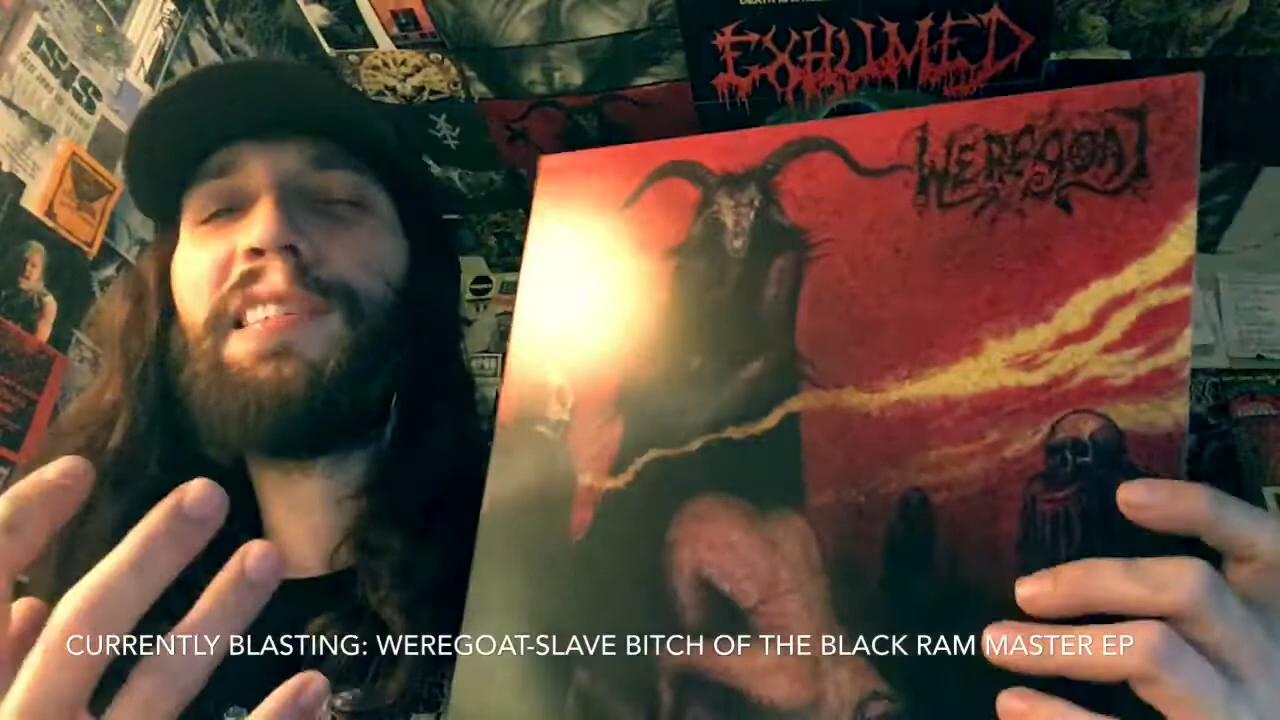 EXHUMED
WEREGOAT
CURRENTLY BLASTING: WEREGOAT-SLAVE BITCH OF THE BLACK RAM MASTER EP